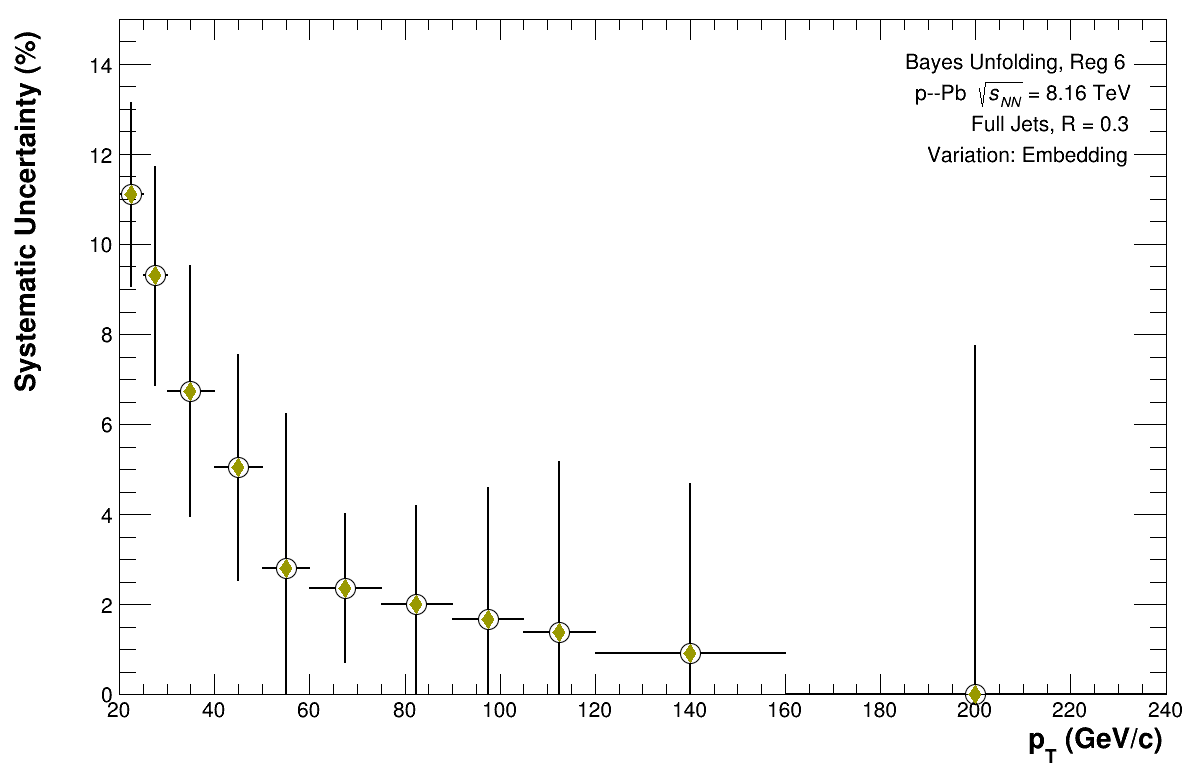 Systematic Uncertainty (%)
14
12
10
8
6
4
2
0
Bayes Unfolding, Reg 6
p--Pb √sNN = 8.16 TeV
Full Jets, R = 0.3
Variation: Embedding
20 40 60 80 100 120 140 160 180 200 220 240
pT (GeV/c)